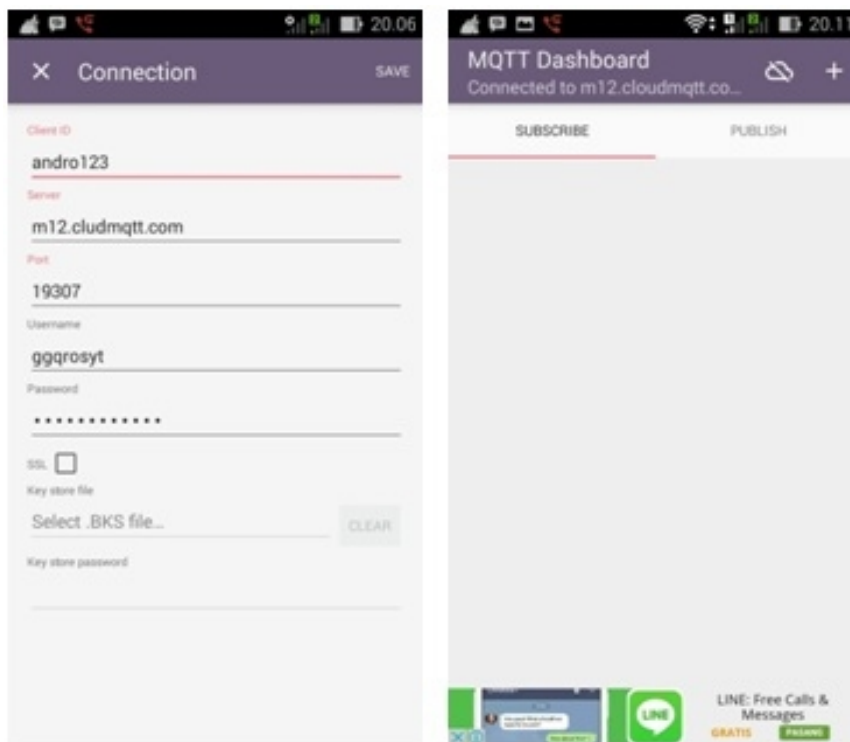 20.06
Connection
SAVE
Client ID
andro123
Server
m12.cludmqtt.com
Port
19307
Username
ggqrosyt
Password
SSL
Key store file
Select .BKS file...
CLEAR
Key store password
20.11
MQTT Dashboard
Connected to m12.cloudmqtt.co...
+
SUBSCRIBE
PUBLISH
LINE
LINE: Free Calls &
Messages
GRATIS
PASANG